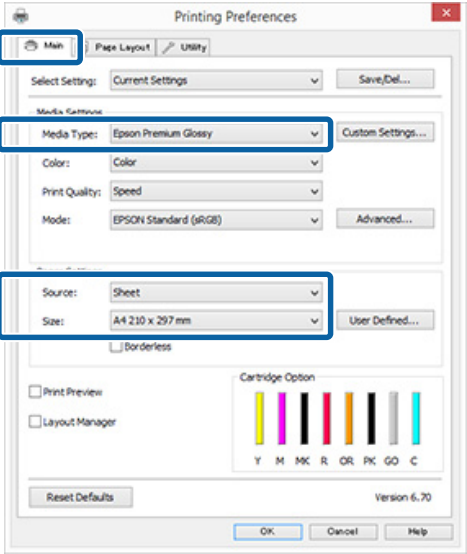 Printing Preferences
Main Page Layout Utility
Select Setting: Current Settings Save/Del...
Media Settings
Media Type: Epson Premium Glossy Custom Settings...
Color: Color
Print Quality: Speed
Mode: EPSON Standard (sRGB) Advanced...
Source: Sheet
Size: A4 210 x 297 mm User Defined...
Borderless
Cartridge Option
Print Preview
Layout Manager
Y M MK R OR PK GO C
Reset Defaults Version 6.70
OK Cancel Help